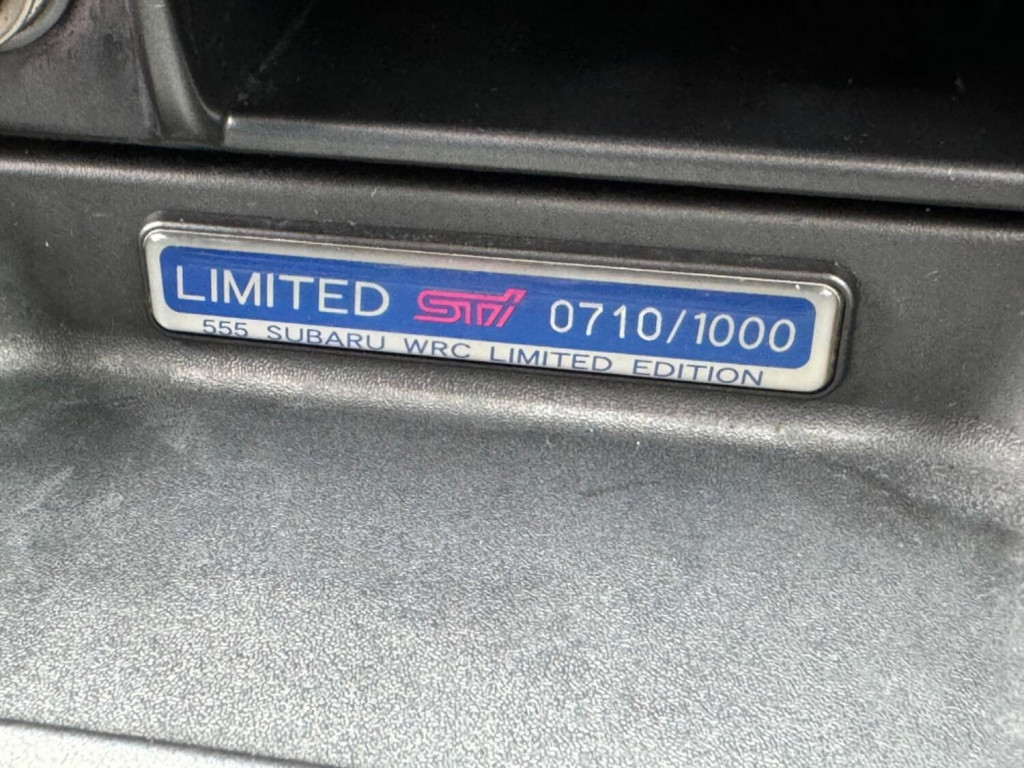 LIMITED STi 0710/1000
555 SUBARU WRC LIMITED EDITION